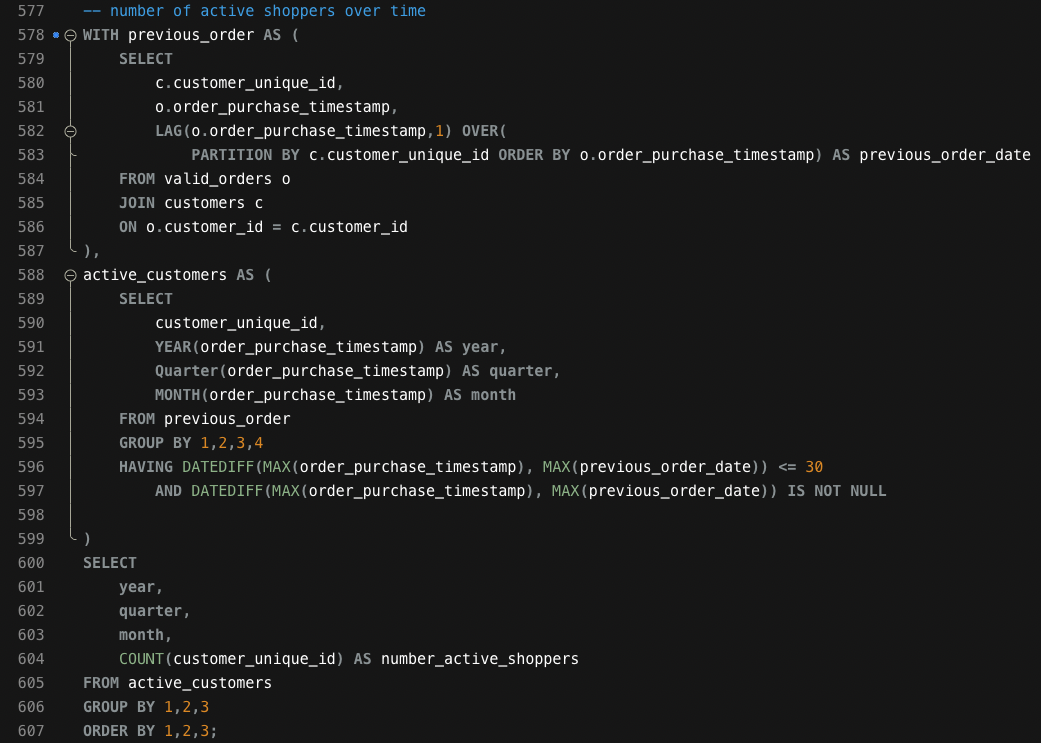 577 -- number of active shoppers over time
578 WITH previous_order AS (
579 SELECT
580 c.customer_unique_id,
581 o.order_purchase_timestamp,
582 LAG(o.order_purchase_timestamp,1) OVER(
583 PARTITION BY c.customer_unique_id ORDER BY o.order_purchase_timestamp) AS previous_order_date
584 FROM valid_orders o
585 JOIN customers c
586 ON o.customer_id = c.customer_id
587 ),
588 active_customers AS (
589 SELECT
590 customer_unique_id,
591 YEAR(order_purchase_timestamp) AS year,
592 Quarter(order_purchase_timestamp) AS quarter,
593 MONTH(order_purchase_timestamp) AS month
594 FROM previous_order
595 GROUP BY 1,2,3,4
596 HAVING DATEDIFF(MAX(order_purchase_timestamp), MAX(previous_order_date)) <= 30
597 AND DATEDIFF(MAX(order_purchase_timestamp), MAX(previous_order_date)) IS NOT NULL
598
599 )
600 SELECT
601 year,
602 quarter,
603 month,
604 COUNT(customer_unique_id) AS number_active_shoppers
605 FROM active_customers
606 GROUP BY 1,2,3
607 ORDER BY 1,2,3;